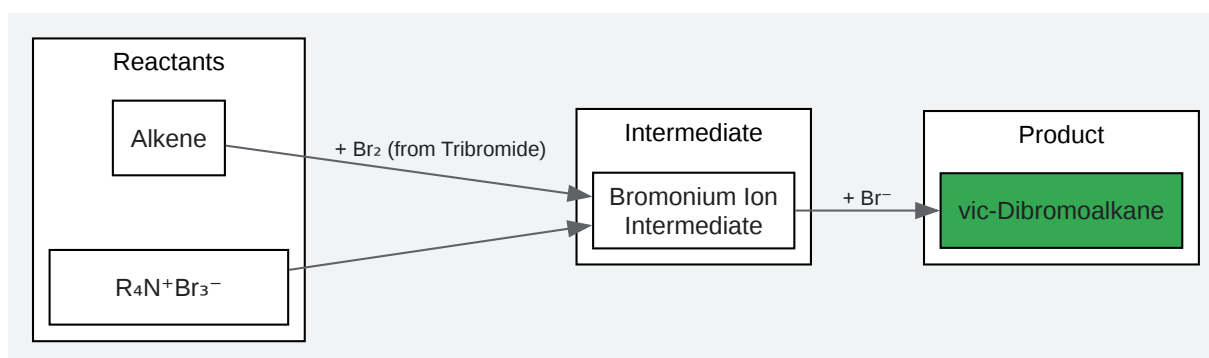 Reactants
Alkene
R₄N⁺Br₃⁻
+ Br₂ (from Tribromide)
Intermediate
Bromonium Ion
Intermediate
+ Br⁻
Product
vic-Dibromoalkane